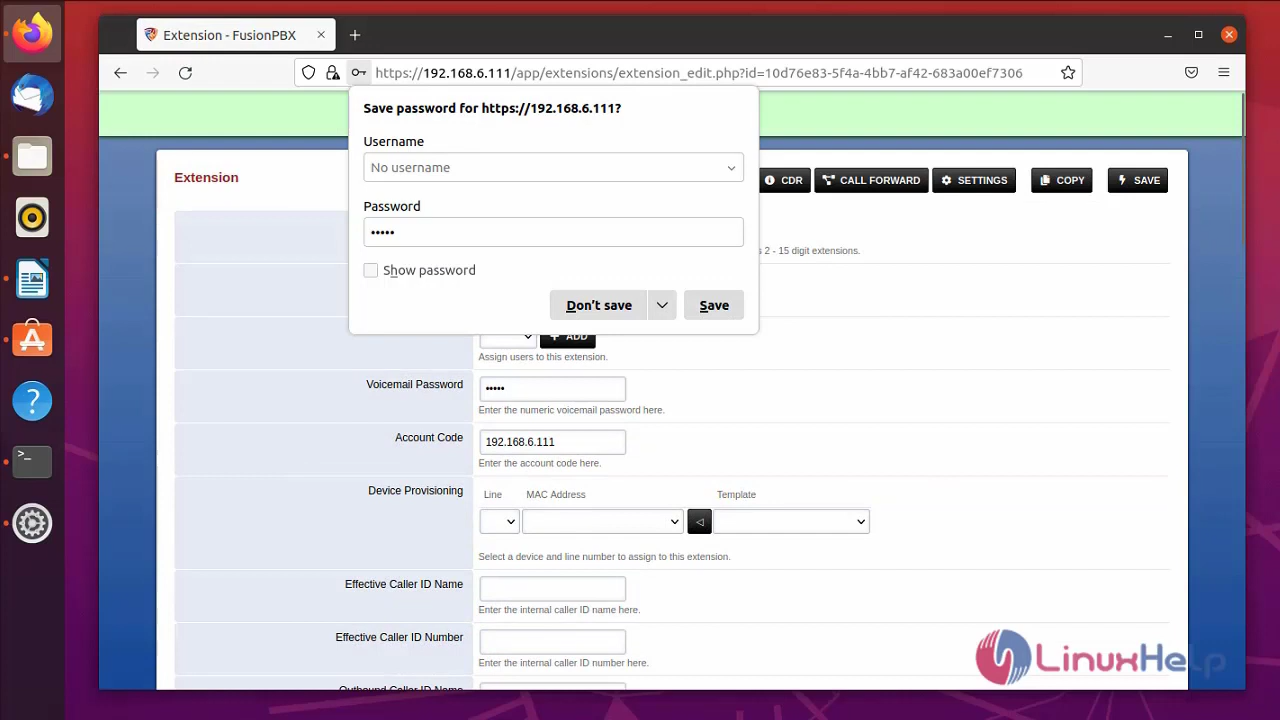 Extension - FusionPBX
https://192.168.6.111/app/extensions/extension_edit.php?id=10d76e83-5f4a-4bb7-af42-683a00ef7306
Save password for https://192.168.6.111?
Username
No username
Password
•••••
Show password
Don't save
Save
Extension
CDR
CALL FORWARD
SETTINGS
COPY
SAVE
2 - 15 digit extensions.
ADD
Assign users to this extension.
Voicemail Password
•••••
Enter the numeric voicemail password here.
Account Code
192.168.6.111
Enter the account code here.
Device Provisioning
Line
MAC Address
Template
Select a device and line number to assign to this extension.
Effective Caller ID Name
Enter the internal caller ID name here.
Effective Caller ID Number
Enter the internal caller ID number here.
Outbound Caller ID Name
LinuxHelp